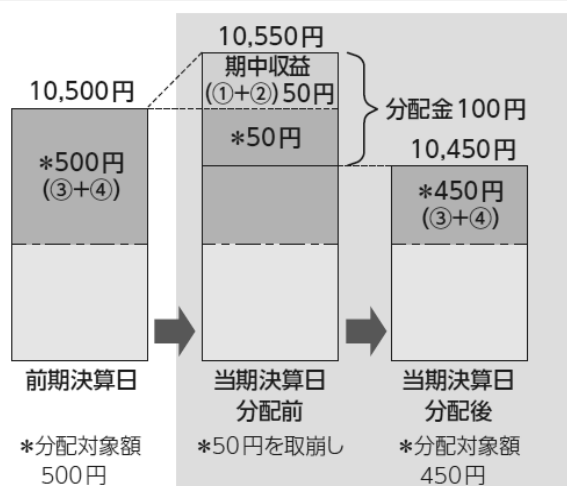 10,550円
期中収益
(①+②)50円
10,500円
分配金100円
*50円
10,450円
*500円
(③+④)
*450円
(③+④)
前期決算日
当期決算日
分配前
当期決算日
分配後
*分配対象額
500円
*50円を取崩し
*分配対象額
450円